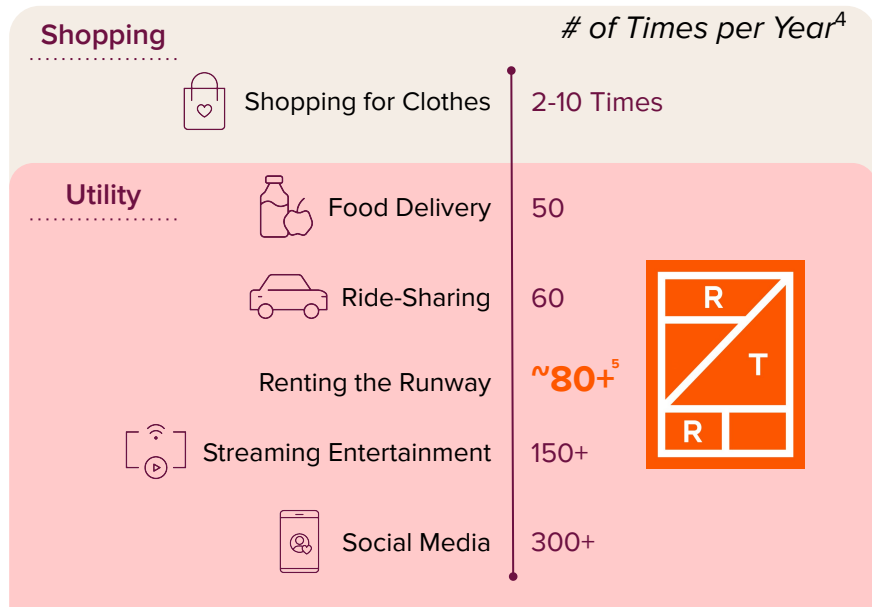 Shopping
# of Times per Year4
Shopping for Clothes 2-10 Times
Utility
Food Delivery 50
Ride-Sharing 60
Renting the Runway ~80+5
Streaming Entertainment 150+
Social Media 300+
R
T
R